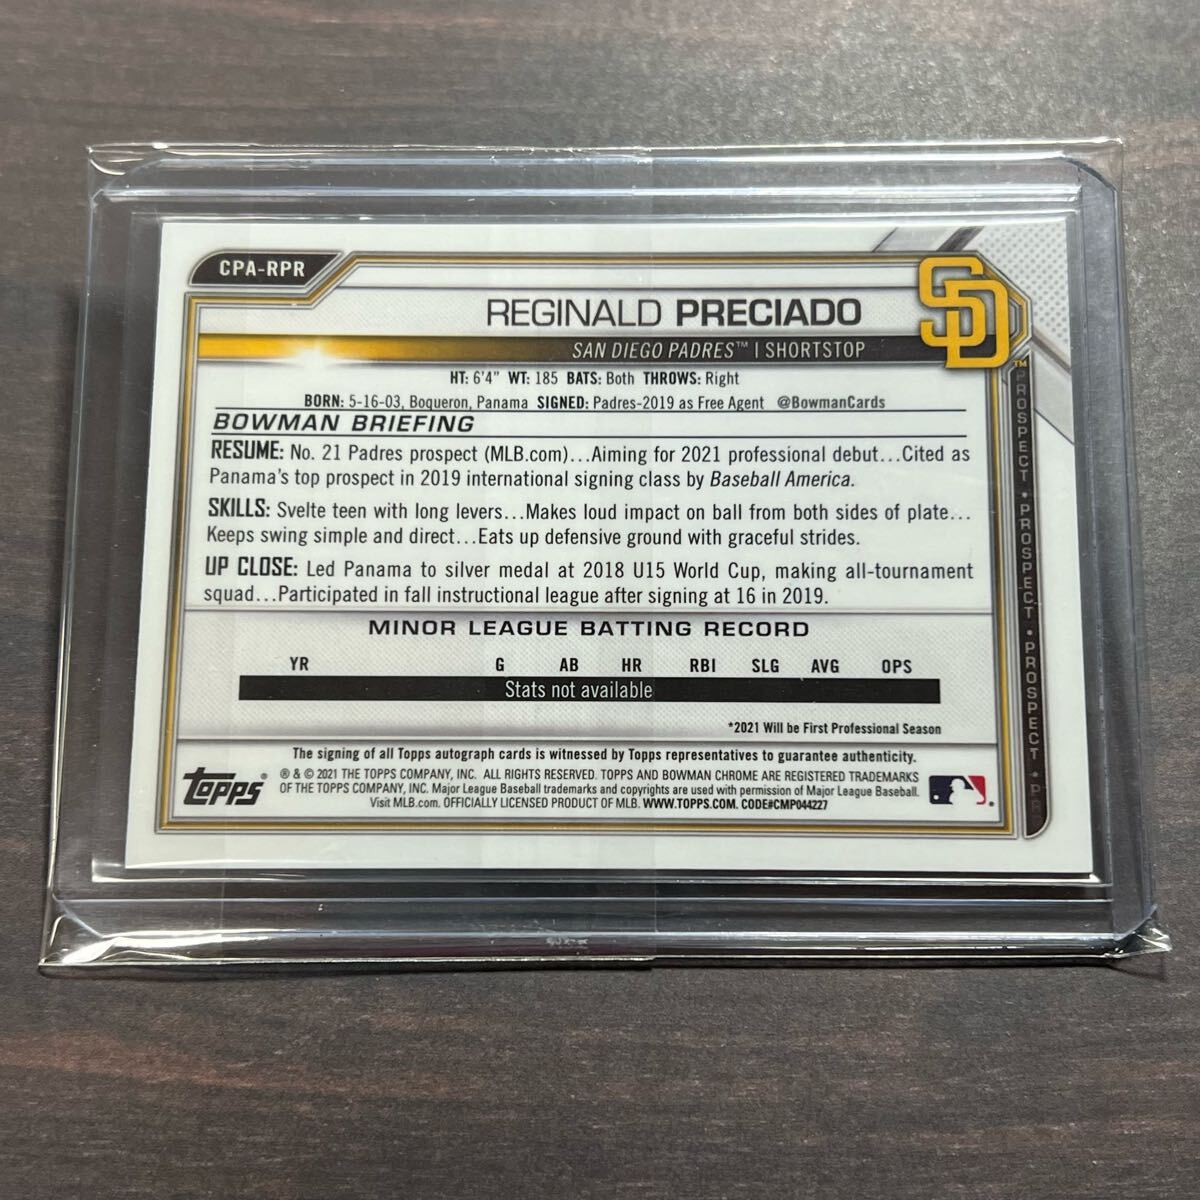 CPA-RPR
SD
REGINALD PRECIADO
SAN DIEGO PADRES™ | SHORTSTOP
™
HT: 6'4" WT: 185 BATS: Both THROWS: Right
BORN: 5-16-03, Boqueron, Panama SIGNED: Padres-2019 as Free Agent @BowmanCards
BOWMAN BRIEFING
RESUME: No. 21 Padres prospect (MLB.com)...Aiming for 2021 professional debut...Cited as
Panama's top prospect in 2019 international signing class by Baseball America.
SKILLS: Svelte teen with long levers...Makes loud impact on ball from both sides of plate...
Keeps swing simple and direct...Eats up defensive ground with graceful strides.
UP CLOSE: Led Panama to silver medal at 2018 U15 World Cup, making all-tournament
squad...Participated in fall instructional league after signing at 16 in 2019.
MINOR LEAGUE BATTING RECORD
YR G AB HR RBI SLG AVG OPS
Stats not available
*2021 Will be First Professional Season
The signing of all Topps autograph cards is witnessed by Topps representatives to guarantee authenticity.
topps®
® & © 2021 THE TOPPS COMPANY, INC. ALL RIGHTS RESERVED. TOPPS AND BOWMAN CHROME ARE REGISTERED TRADEMARKS
OF THE TOPPS COMPANY, INC. Major League Baseball trademarks and copyrights are used with permission of Major League Baseball.
Visit MLB.com. OFFICIALLY LICENSED PRODUCT OF MLB. WWW.TOPPS.COM. CODE#CMP044227
PROSPECT • PROSPECT • PROSPECT • PR